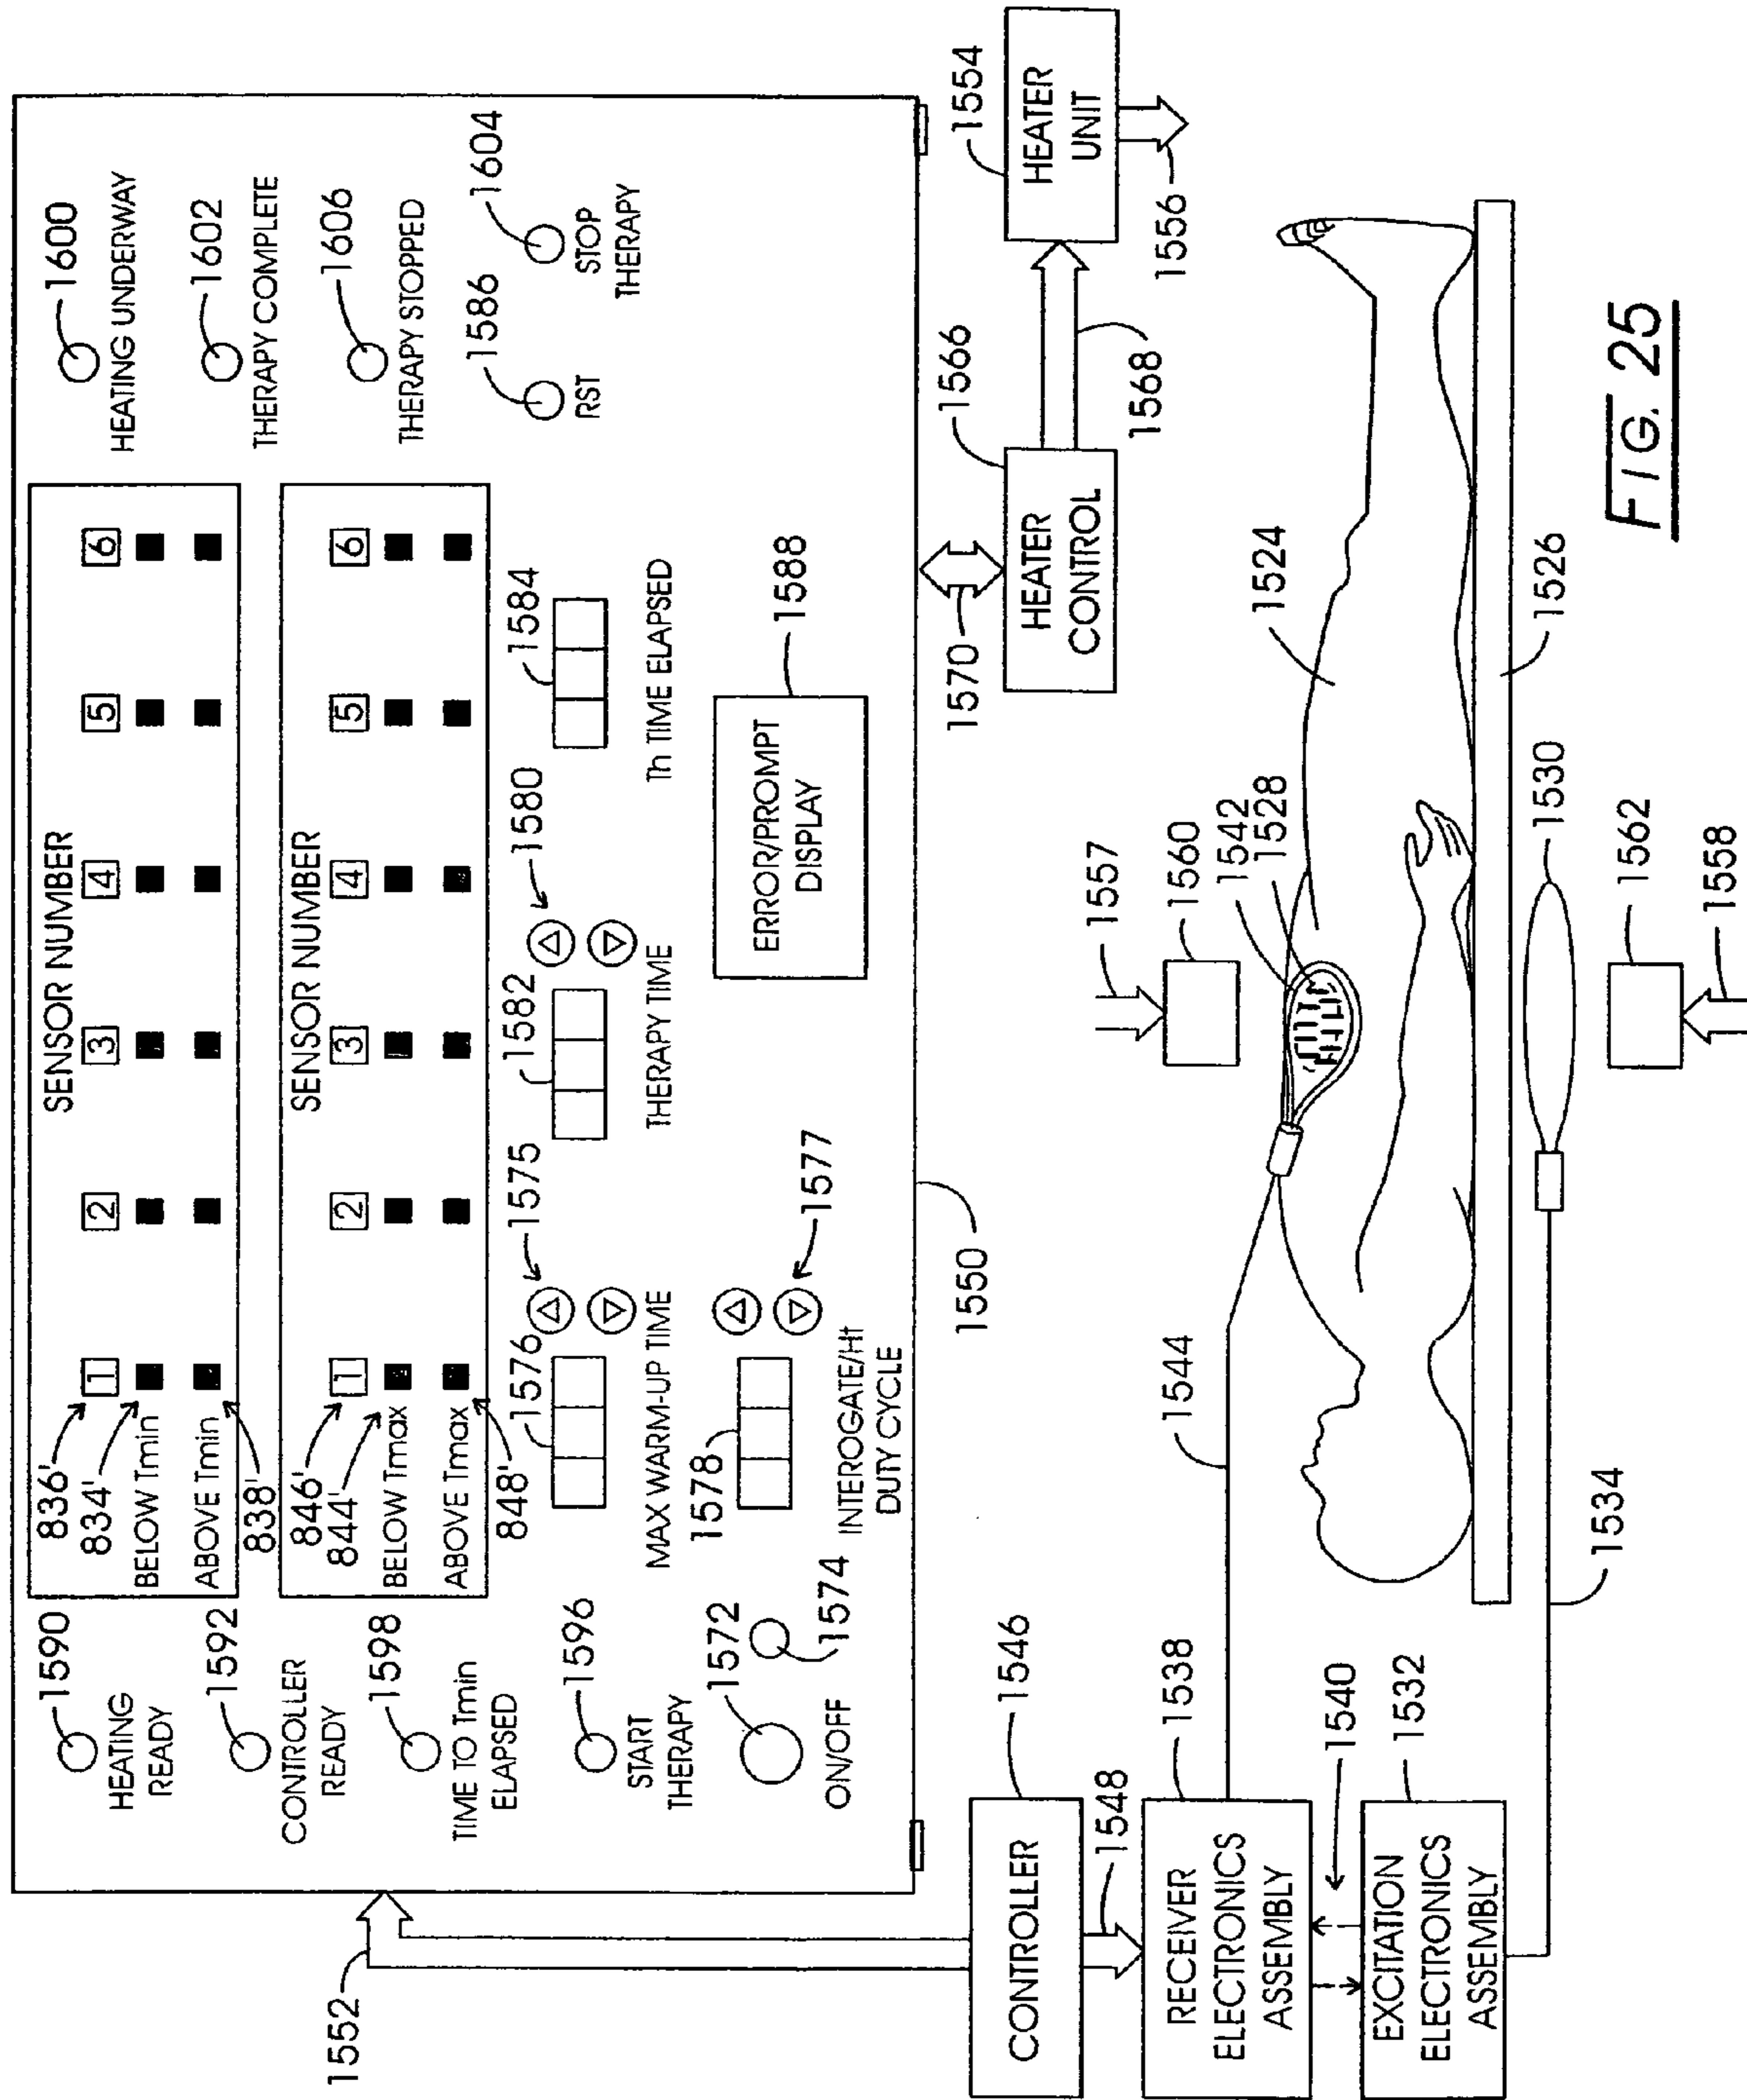 1590
HEATING
READY
1592
CONTROLLER
READY
1598
TIME TO Tmin
ELAPSED
1596
START
THERAPY
1572
ON/OFF
1574
SENSOR NUMBER
836'
1 2 3 4 5 6
834'
BELOW Tmin
ABOVE Tmin
838'
SENSOR NUMBER
846'
1 2 3 4 5 6
844'
BELOW Tmax
ABOVE Tmax
848'
1576
1575
MAX WARM-UP TIME
1578
1577
INTEROGATE/Ht
DUTY CYCLE
1582
1580
THERAPY TIME
1584
Th TIME ELAPSED
ERROR/PROMPT
DISPLAY
1588
1600
HEATING UNDERWAY
1602
THERAPY COMPLETE
1606
THERAPY STOPPED
1586
RST
1604
STOP
THERAPY
1550
1552
1570
HEATER
CONTROL
1566
1568
HEATER
UNIT
1554
1556
CONTROLLER
1546
1548
RECEIVER
ELECTRONICS
ASSEMBLY
1538
1540
EXCITATION
ELECTRONICS
ASSEMBLY
1532
1544
1534
1557
1560
1542
1528
1524
1526
1530
1562
1558
FIG. 25